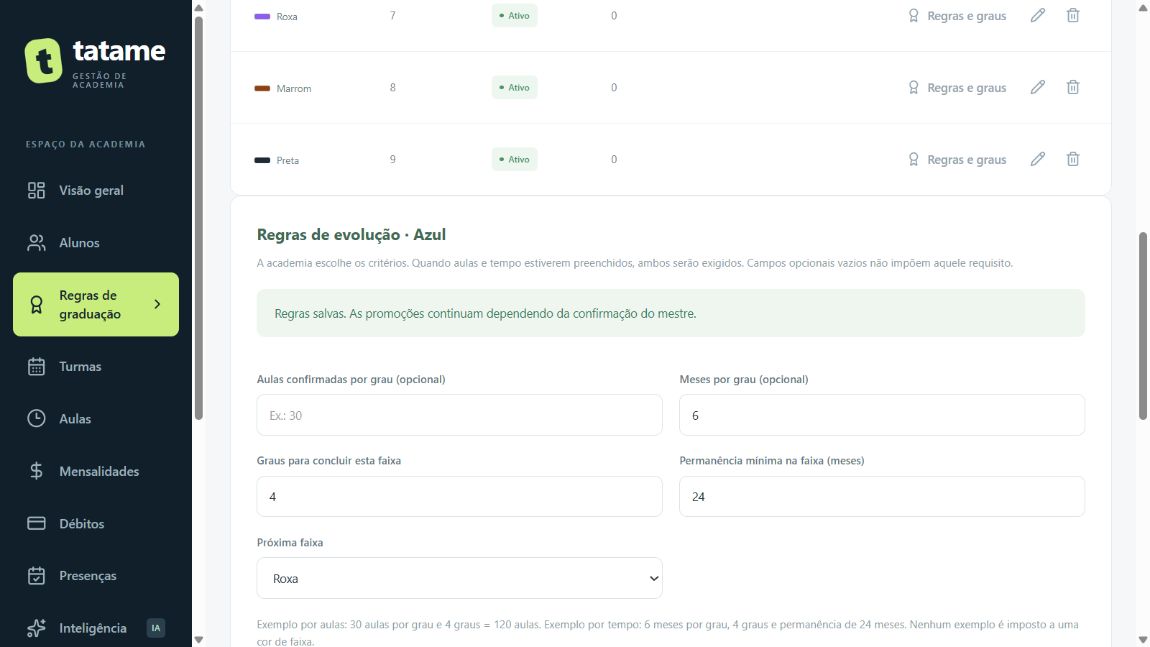 tatame
GESTÃO DE
ACADEMIA
ESPAÇO DA ACADEMIA
Visão geral
Alunos
Regras de
graduação
Turmas
Aulas
Mensalidades
Débitos
Presenças
Inteligência IA
Roxa 7 Ativo 0 Regras e graus
Marrom 8 Ativo 0 Regras e graus
Preta 9 Ativo 0 Regras e graus
Regras de evolução · Azul
A academia escolhe os critérios. Quando aulas e tempo estiverem preenchidos, ambos serão exigidos. Campos opcionais vazios não impõem aquele requisito.
Regras salvas. As promoções continuam dependendo da confirmação do mestre.
Aulas confirmadas por grau (opcional) Meses por grau (opcional)
Ex.: 30 6
Graus para concluir esta faixa Permanência mínima na faixa (meses)
4 24
Próxima faixa
Roxa
Exemplo por aulas: 30 aulas por grau e 4 graus = 120 aulas. Exemplo por tempo: 6 meses por grau, 4 graus e permanência de 24 meses. Nenhum exemplo é imposto a uma
cor de faixa.